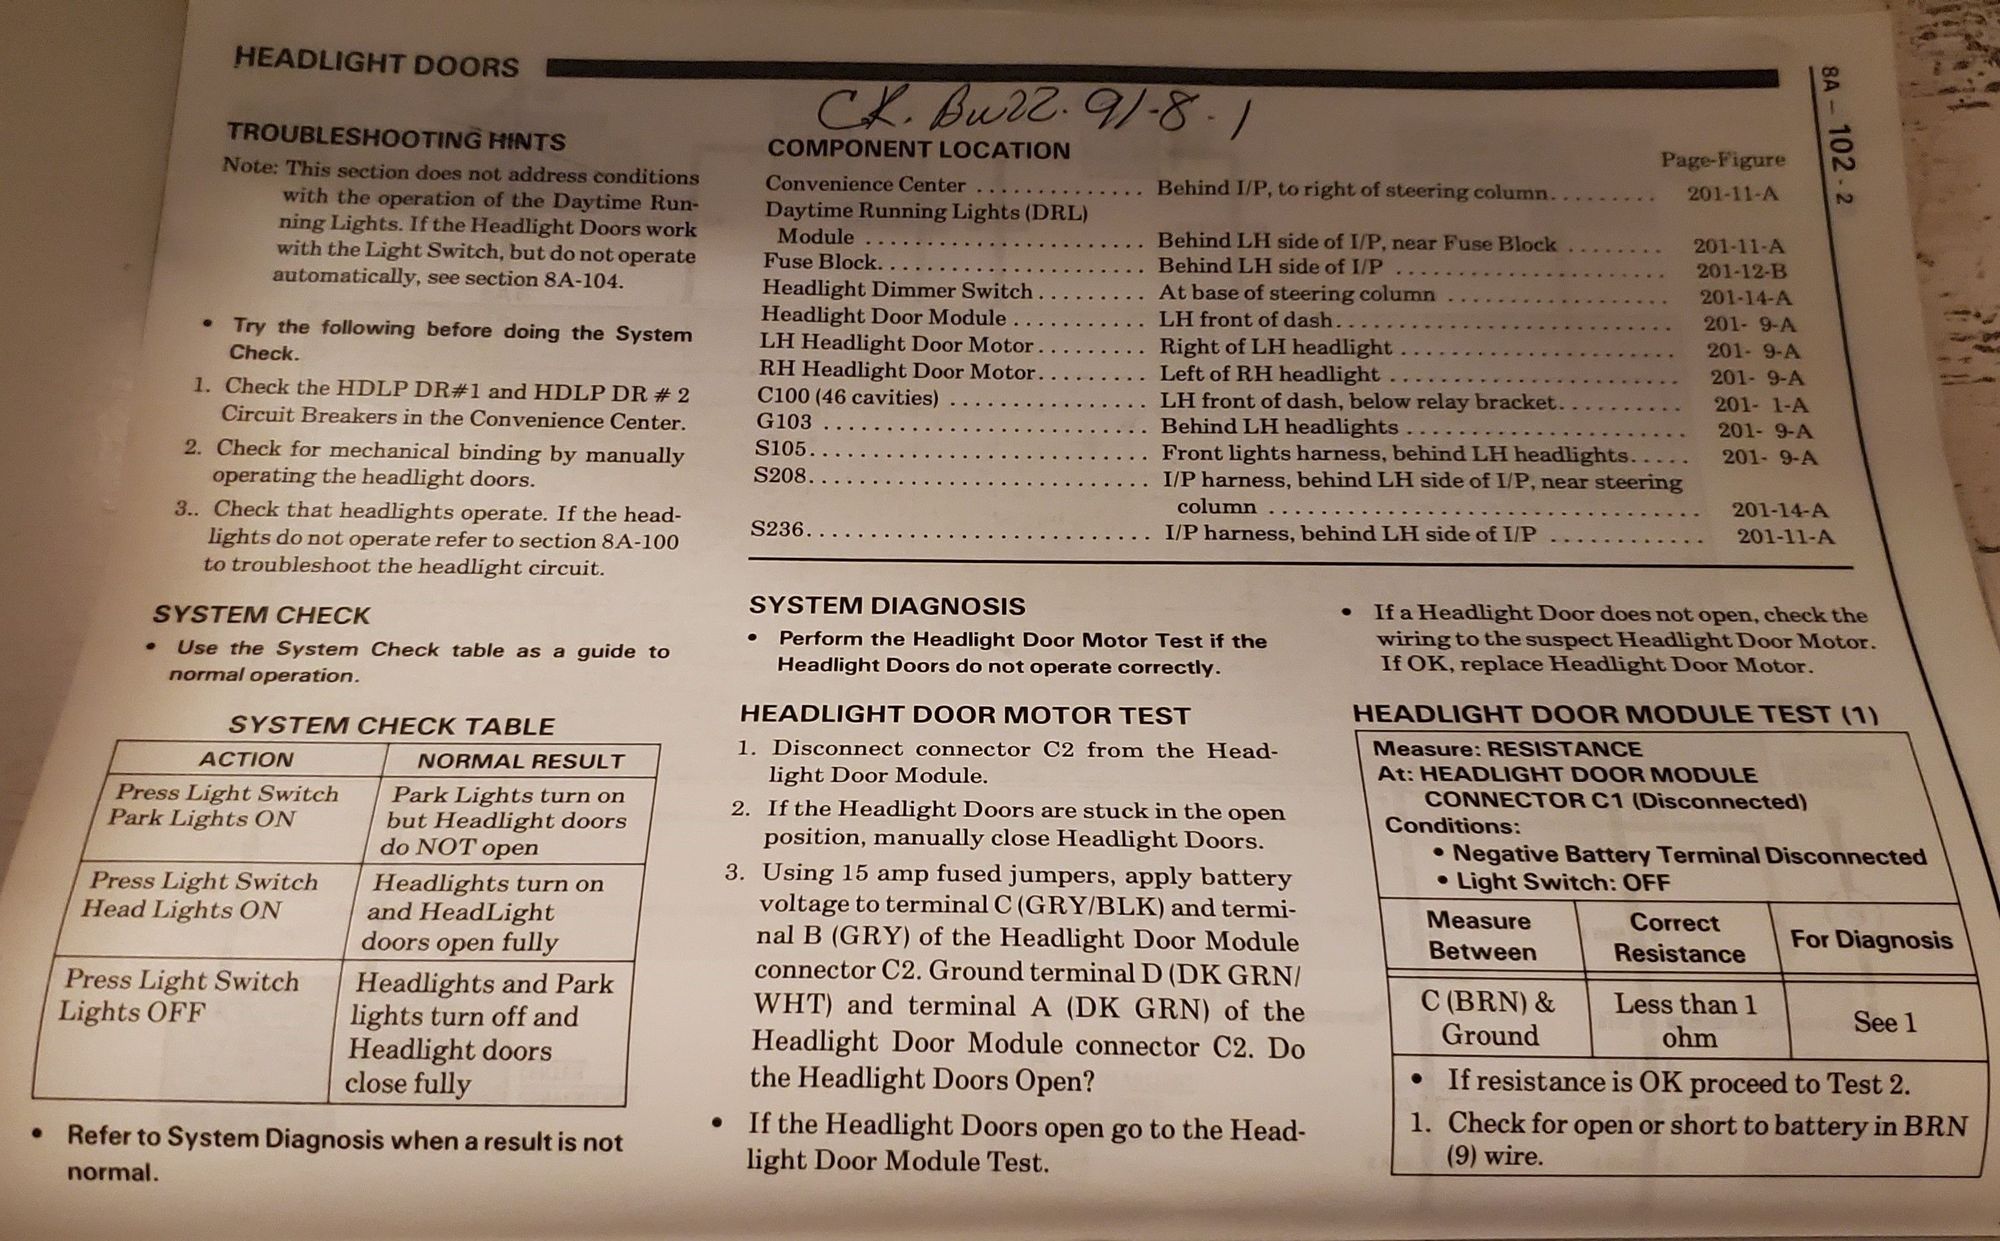 HEADLIGHT DOORS
8A - 102 - 2
CK. Buzz. 91-8-1
TROUBLESHOOTING HINTS
Note: This section does not address conditions
with the operation of the Daytime Run-
ning Lights. If the Headlight Doors work
with the Light Switch, but do not operate
automatically, see section 8A-104.
• Try the following before doing the System
Check.
1. Check the HDLP DR#1 and HDLP DR # 2
Circuit Breakers in the Convenience Center.
2. Check for mechanical binding by manually
operating the headlight doors.
3.. Check that headlights operate. If the head-
lights do not operate refer to section 8A-100
to troubleshoot the headlight circuit.
SYSTEM CHECK
• Use the System Check table as a guide to
normal operation.
SYSTEM CHECK TABLE
ACTION NORMAL RESULT
Press Light Switch Park Lights turn on
Park Lights ON but Headlight doors
do NOT open
Press Light Switch Headlights turn on
Head Lights ON and HeadLight
doors open fully
Press Light Switch Headlights and Park
Lights OFF lights turn off and
Headlight doors
close fully
• Refer to System Diagnosis when a result is not
normal.
COMPONENT LOCATION Page-Figure
Convenience Center .............. Behind I/P, to right of steering column......... 201-11-A
Daytime Running Lights (DRL)
Module ....................... Behind LH side of I/P, near Fuse Block ........ 201-11-A
Fuse Block...................... Behind LH side of I/P ....................... 201-12-B
Headlight Dimmer Switch......... At base of steering column ................... 201-14-A
Headlight Door Module ........... LH front of dash............................ 201- 9-A
LH Headlight Door Motor......... Right of LH headlight ....................... 201- 9-A
RH Headlight Door Motor......... Left of RH headlight ........................ 201- 9-A
C100 (46 cavities) ................ LH front of dash, below relay bracket.......... 201- 1-A
G103 ........................... Behind LH headlights ....................... 201- 9-A
S105............................ Front lights harness, behind LH headlights..... 201- 9-A
S208............................ I/P harness, behind LH side of I/P, near steering
column .................................. 201-14-A
S236............................ I/P harness, behind LH side of I/P ............ 201-11-A
SYSTEM DIAGNOSIS
• Perform the Headlight Door Motor Test if the
Headlight Doors do not operate correctly.
HEADLIGHT DOOR MOTOR TEST
1. Disconnect connector C2 from the Head-
light Door Module.
2. If the Headlight Doors are stuck in the open
position, manually close Headlight Doors.
3. Using 15 amp fused jumpers, apply battery
voltage to terminal C (GRY/BLK) and termi-
nal B (GRY) of the Headlight Door Module
connector C2. Ground terminal D (DK GRN/
WHT) and terminal A (DK GRN) of the
Headlight Door Module connector C2. Do
the Headlight Doors Open?
• If the Headlight Doors open go to the Head-
light Door Module Test.
• If a Headlight Door does not open, check the
wiring to the suspect Headlight Door Motor.
If OK, replace Headlight Door Motor.
HEADLIGHT DOOR MODULE TEST (1)
Measure: RESISTANCE
At: HEADLIGHT DOOR MODULE
CONNECTOR C1 (Disconnected)
Conditions:
• Negative Battery Terminal Disconnected
• Light Switch: OFF
Measure Correct For Diagnosis
Between Resistance
C (BRN) & Less than 1 See 1
Ground ohm
• If resistance is OK proceed to Test 2.
1. Check for open or short to battery in BRN
(9) wire.